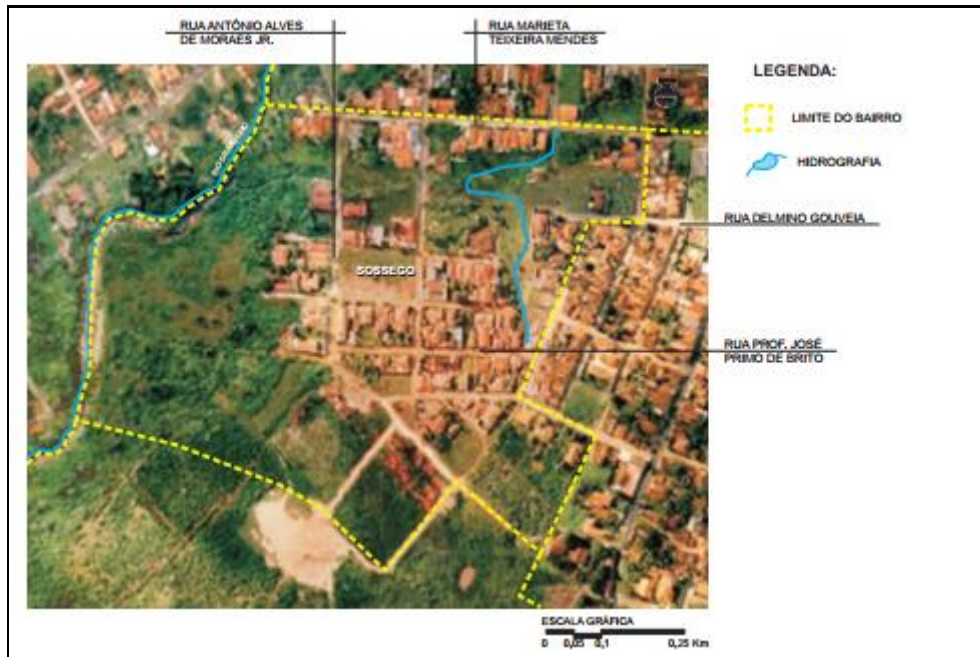 RUA ANTÔNIO ALVES
DE MORAES JR.
RUA MARIETA
TEIXEIRA MENDES
LEGENDA:
LIMITE DO BAIRRO
HIDROGRAFIA
RUA DELMINO GOUVEIA
SOSSEGO
RUA PROF. JOSÉ
PRIMO DE BRITO
ESCALA GRÁFICA
0 0,05 0,1 0,25 Km